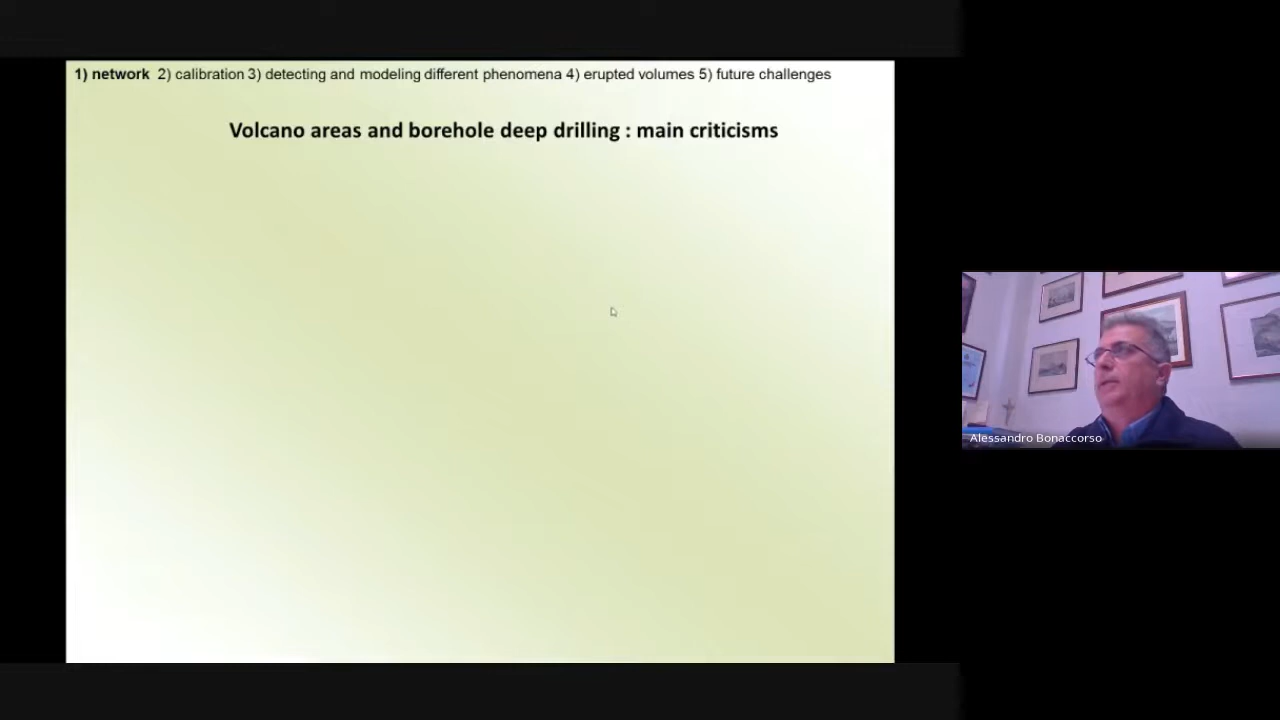 1) network 2) calibration 3) detecting and modeling different phenomena 4) erupted volumes 5) future challenges
Volcano areas and borehole deep drilling : main criticisms
Alessandro Bonaccorso